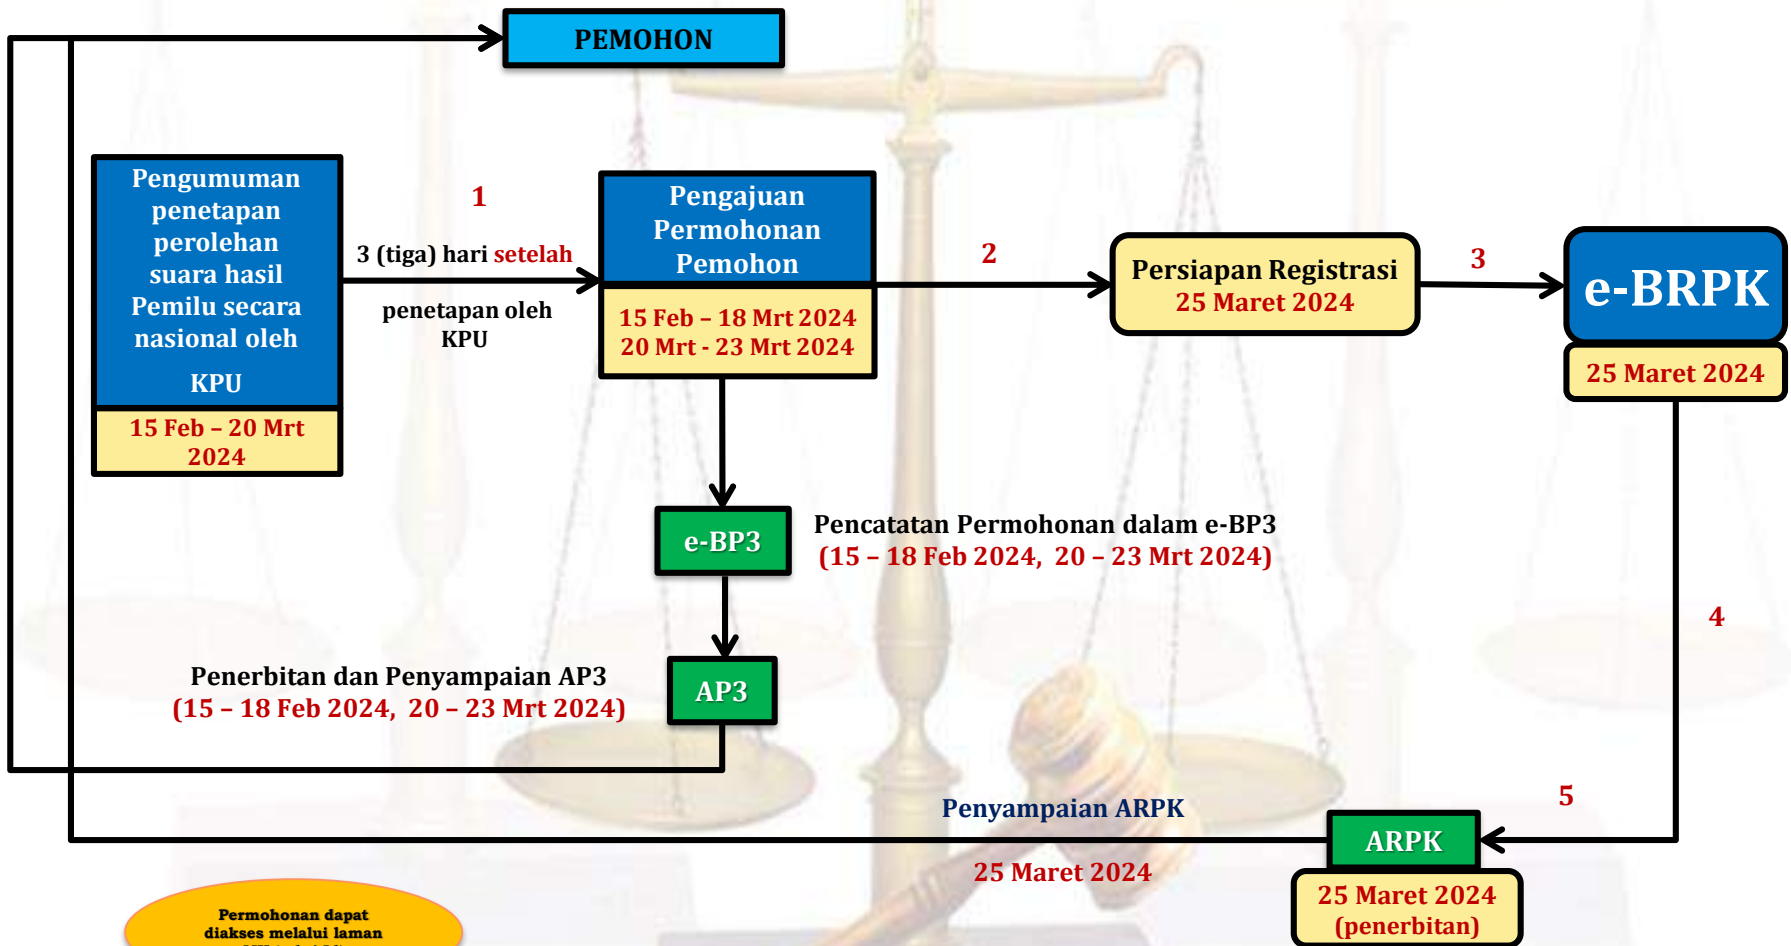 PEMOHON
Pengumuman
penetapan
perolehan
suara hasil
Pemilu secara
nasional oleh
KPU
15 Feb – 20 Mrt
2024
1
3 (tiga) hari setelah
penetapan oleh
KPU
Pengajuan
Permohonan
Pemohon
15 Feb – 18 Mrt 2024
20 Mrt - 23 Mrt 2024
2
Persiapan Registrasi
25 Maret 2024
3
e-BRPK
25 Maret 2024
e-BP3
Pencatatan Permohonan dalam e-BP3
(15 – 18 Feb 2024, 20 – 23 Mrt 2024)
4
Penerbitan dan Penyampaian AP3
(15 – 18 Feb 2024, 20 – 23 Mrt 2024)
AP3
5
Penyampaian ARPK
25 Maret 2024
ARPK
25 Maret 2024
(penerbitan)
Permohonan dapat
diakses melalui laman